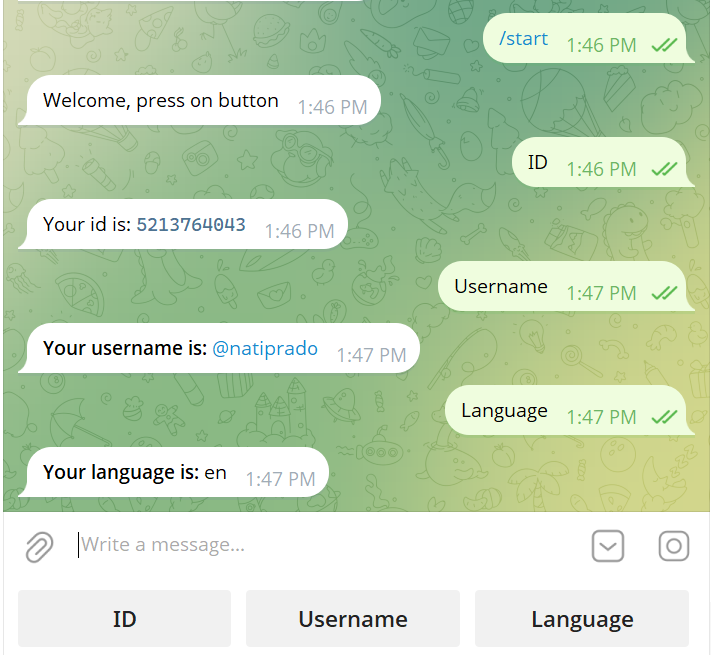 /start 1:46 PM
Welcome, press on button 1:46 PM
ID 1:46 PM
Your id is: 5213764043 1:46 PM
Username 1:47 PM
Your username is: @natiprado 1:47 PM
Language 1:47 PM
Your language is: en 1:47 PM
Write a message...
ID Username Language